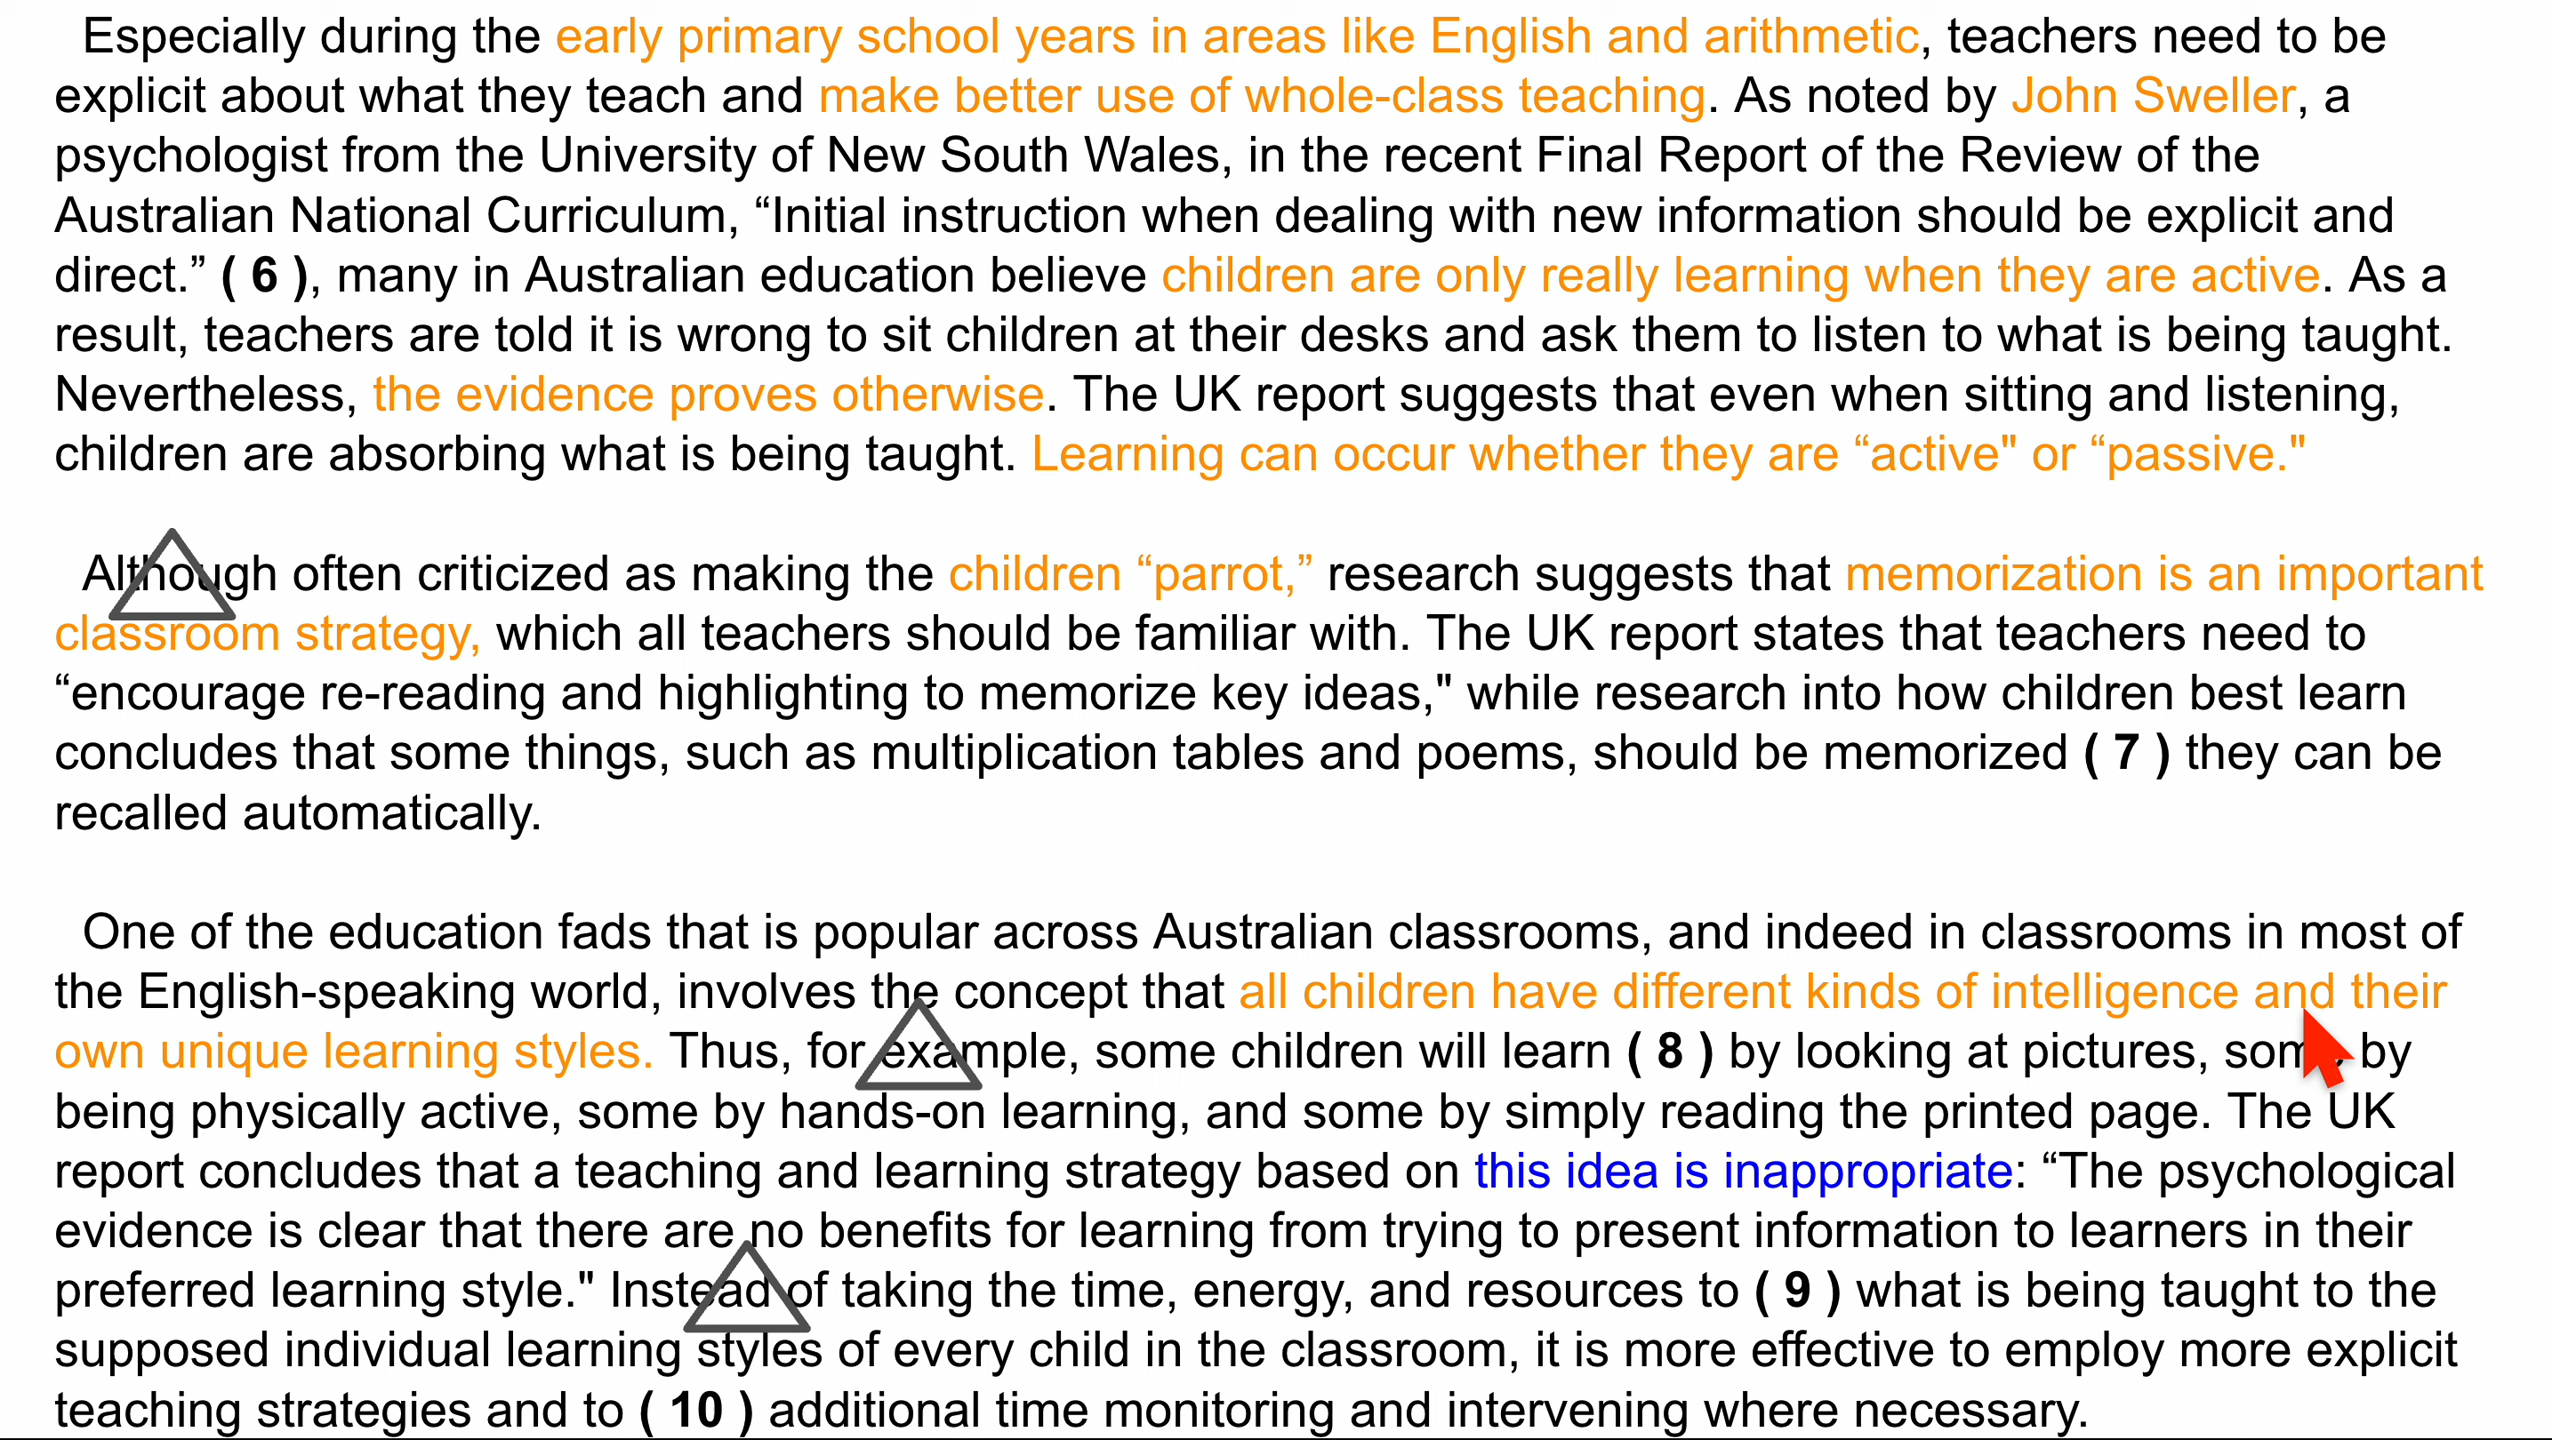 Especially during the early primary school years in areas like English and arithmetic, teachers need to be
explicit about what they teach and make better use of whole-class teaching. As noted by John Sweller, a
psychologist from the University of New South Wales, in the recent Final Report of the Review of the
Australian National Curriculum, “Initial instruction when dealing with new information should be explicit and
direct.” ( 6 ), many in Australian education believe children are only really learning when they are active. As a
result, teachers are told it is wrong to sit children at their desks and ask them to listen to what is being taught.
Nevertheless, the evidence proves otherwise. The UK report suggests that even when sitting and listening,
children are absorbing what is being taught. Learning can occur whether they are “active" or “passive."
Although often criticized as making the children “parrot,” research suggests that memorization is an important
classroom strategy, which all teachers should be familiar with. The UK report states that teachers need to
“encourage re-reading and highlighting to memorize key ideas," while research into how children best learn
concludes that some things, such as multiplication tables and poems, should be memorized ( 7 ) they can be
recalled automatically.
One of the education fads that is popular across Australian classrooms, and indeed in classrooms in most of
the English-speaking world, involves the concept that all children have different kinds of intelligence and their
own unique learning styles. Thus, for example, some children will learn ( 8 ) by looking at pictures, some by
being physically active, some by hands-on learning, and some by simply reading the printed page. The UK
report concludes that a teaching and learning strategy based on this idea is inappropriate: “The psychological
evidence is clear that there are no benefits for learning from trying to present information to learners in their
preferred learning style." Instead of taking the time, energy, and resources to ( 9 ) what is being taught to the
supposed individual learning styles of every child in the classroom, it is more effective to employ more explicit
teaching strategies and to ( 10 ) additional time monitoring and intervening where necessary.